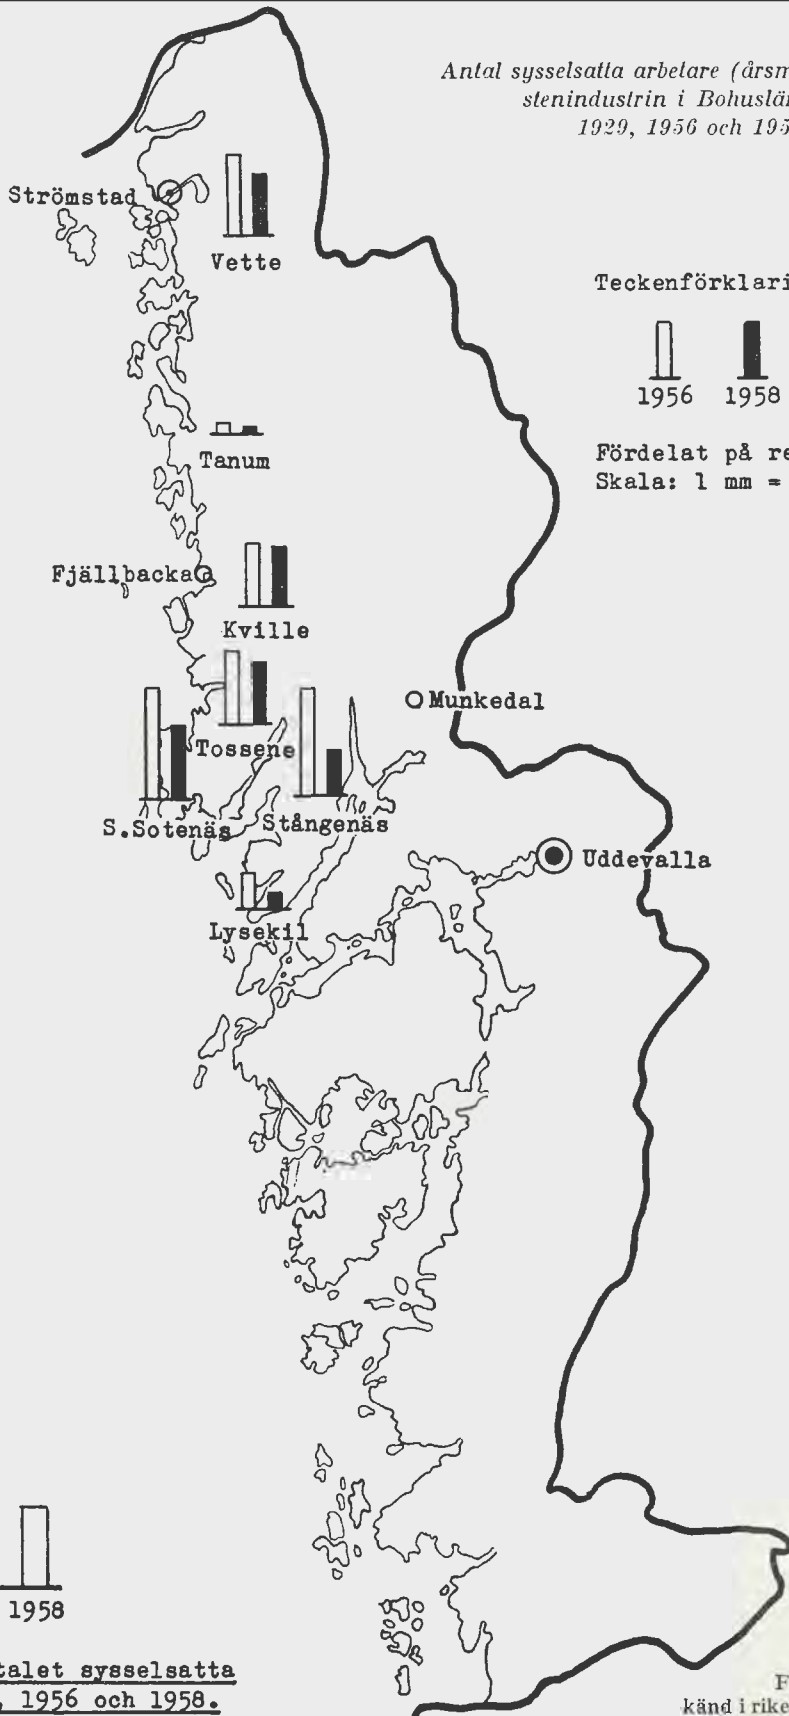 Antal sysselsatta arbetare (årsm
stenindustrin i Bohuslän
1929, 1956 och 195
Strömstad
Vette
Teckenförklari
1956 1958
Tanum
Fördelat på re
Skala: 1 mm =
Fjällbacka
Kville
Munkedal
Tossene
S.Sotenäs Stångenäs
Uddevalla
Lysekil
1958
talet sysselsatta
, 1956 och 1958.
F
känd i rike